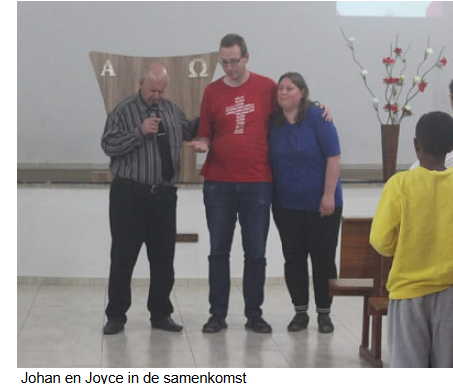 Α Ω
Johan en Joyce in de samenkomst